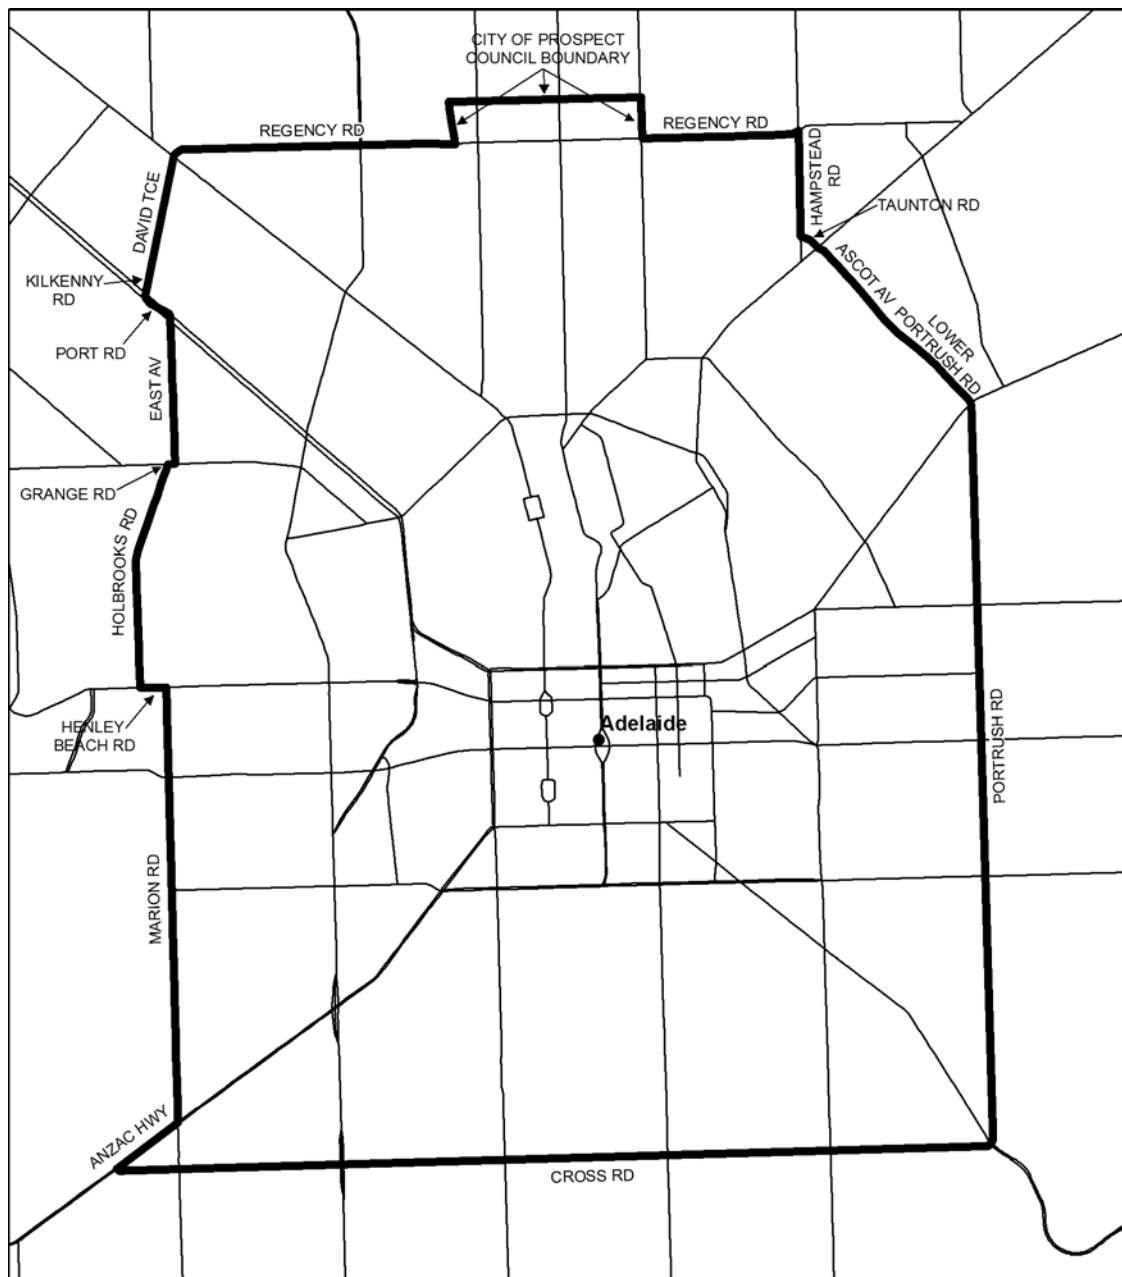 CITY OF PROSPECT
COUNCIL BOUNDARY
REGENCY RD
REGENCY RD
HAMPSTEAD
RD
TAUNTON RD
DAVID TCE
KILKENNY
RD
ASCOT AV
LOWER
PORTRUSH RD
PORT RD
EAST AV
GRANGE RD
HOLBROOKS RD
HENLEY
BEACH RD
Adelaide
PORTRUSH RD
MARION RD
ANZAC HWY
CROSS RD